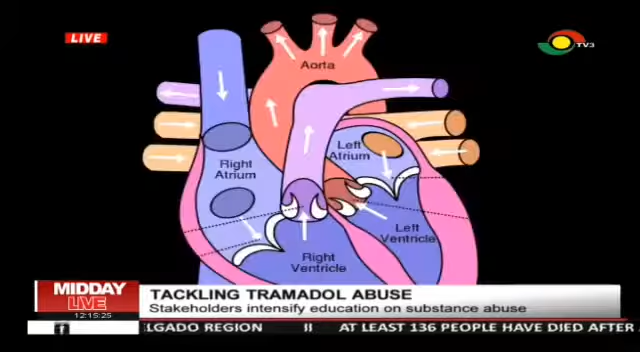 LIVE
TV3
Aorta
Left
Atrium
Right
Atrium
Left
Ventricle
Right
Ventricle
MIDDAY
LIVE
12:15:25
TACKLING TRAMADOL ABUSE
Stakeholders intensify education on substance abuse
LGADO REGION II AT LEAST 136 PEOPLE HAVE DIED AFTER